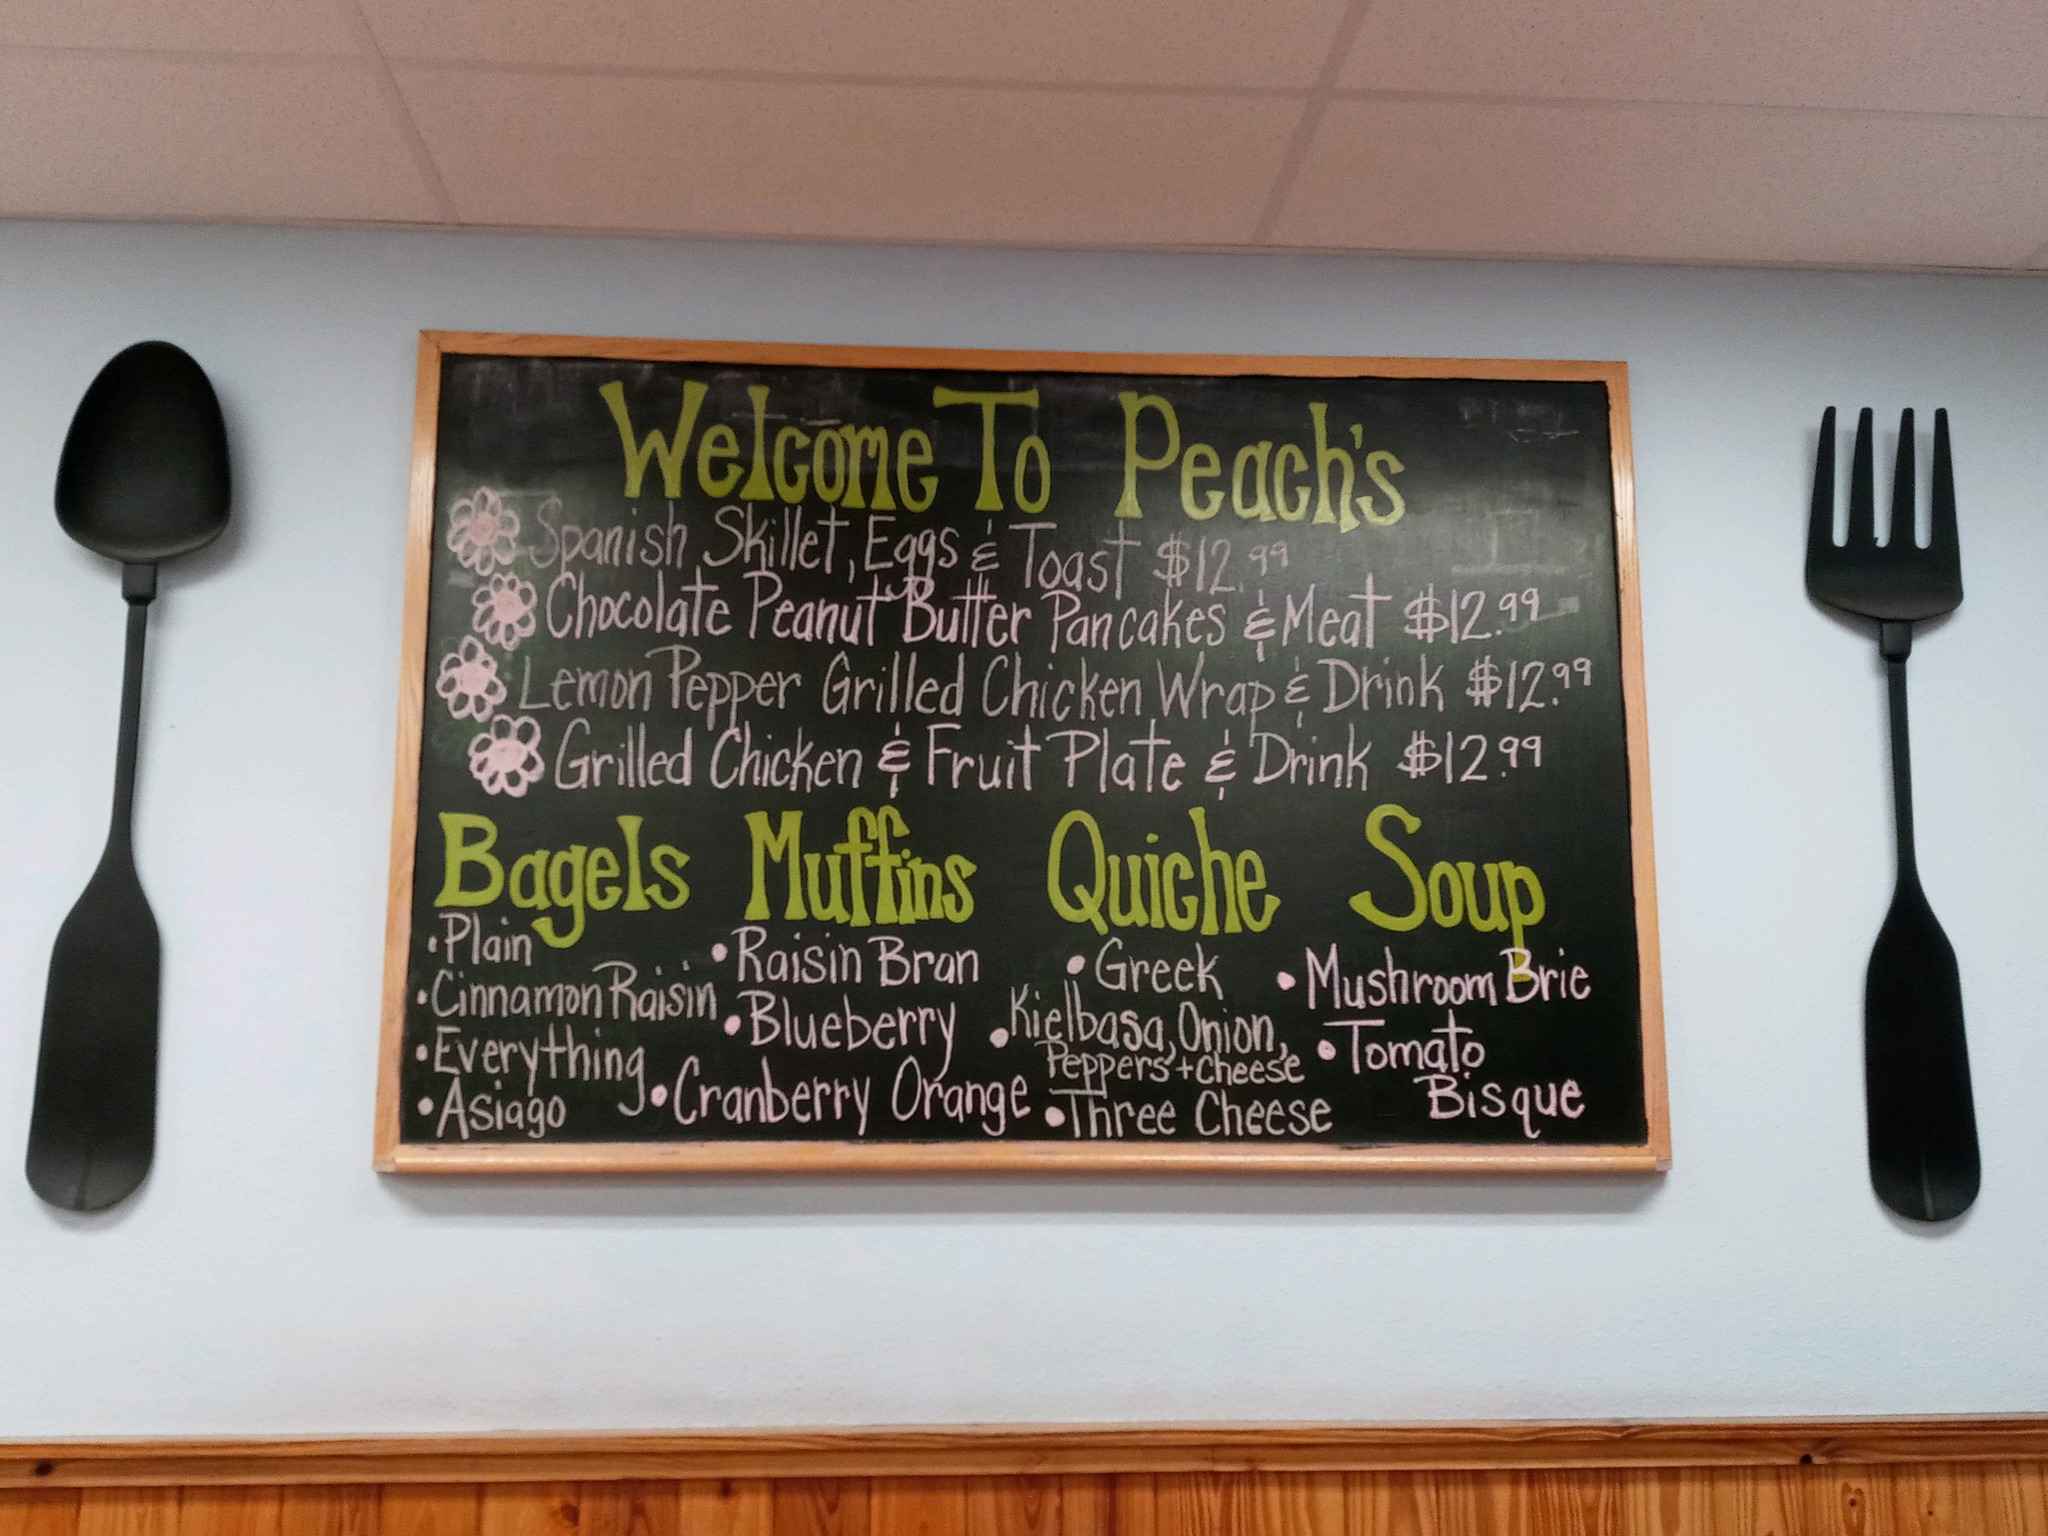 Welcome To Peach's
Spanish Skillet, Eggs & Toast $12.99
Chocolate Peanut Butter Pancakes & Meat $12.99
Lemon Pepper Grilled Chicken Wrap & Drink $12.99
Grilled Chicken & Fruit Plate & Drink $12.99
Bagels
• Plain
• Cinnamon Raisin
• Everything
• Asiago
Muffins
• Raisin Bran
• Blueberry
• Cranberry Orange
Quiche
• Greek
• Kielbasa, Onion,
Peppers + Cheese
• Three Cheese
Soup
• Mushroom Brie
• Tomato
Bisque